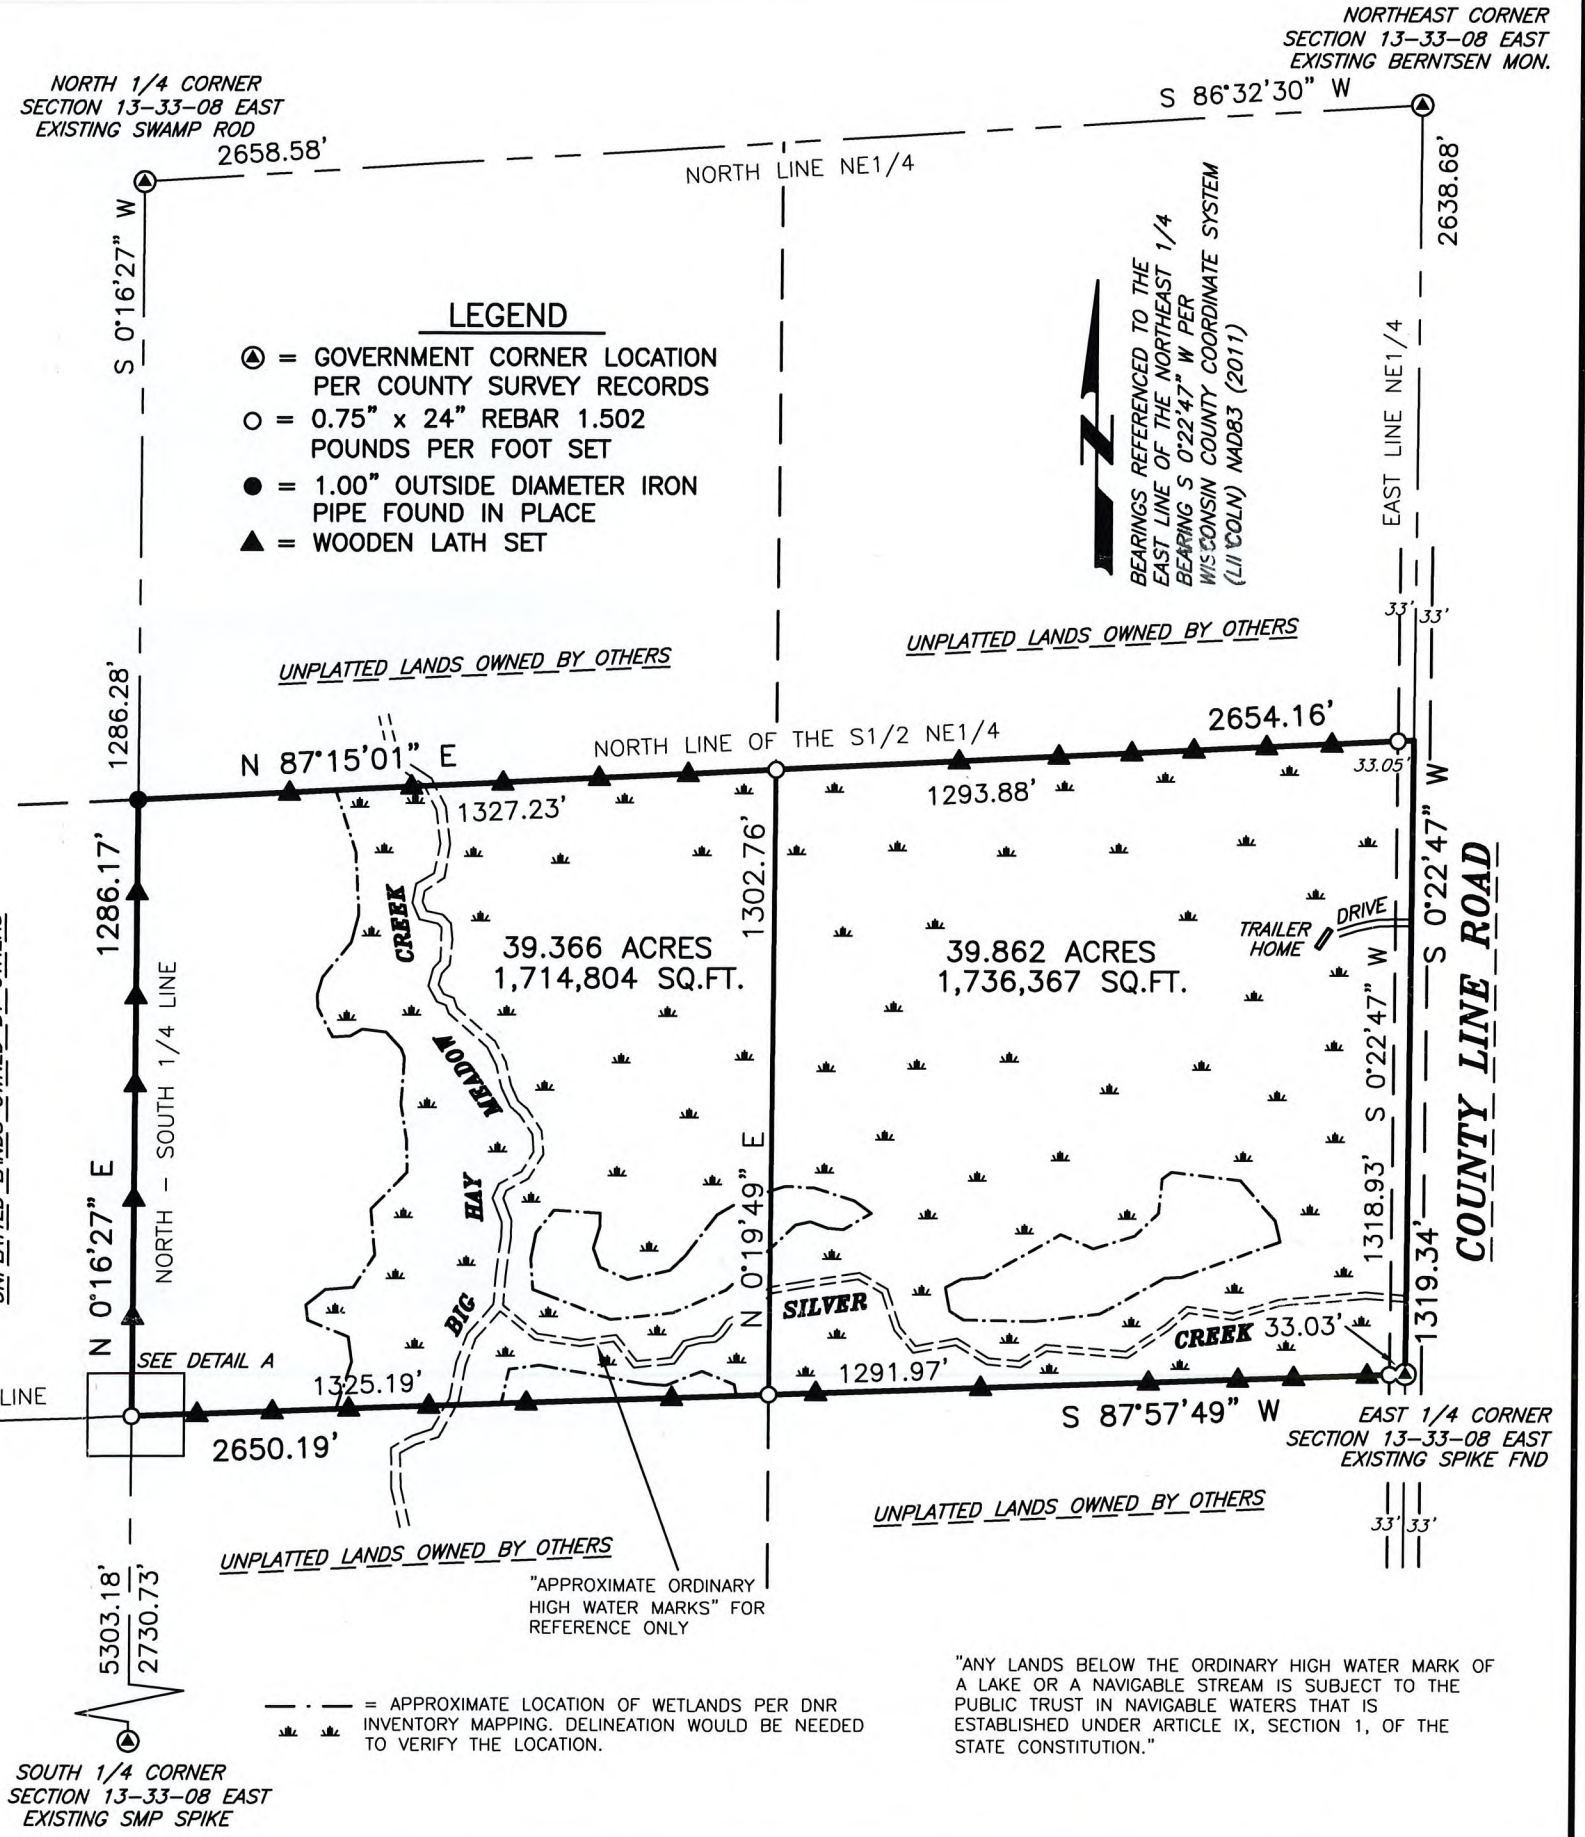 NORTHEAST CORNER
SECTION 13-33-08 EAST
EXISTING BERNTSEN MON.
NORTH 1/4 CORNER
SECTION 13-33-08 EAST
EXISTING SWAMP ROD
2658.58'
S 86°32'30" W
NORTH LINE NE1/4
2638.68'
S 0°16'27" W
LEGEND
= GOVERNMENT CORNER LOCATION
PER COUNTY SURVEY RECORDS
= 0.75" x 24" REBAR 1.502
POUNDS PER FOOT SET
= 1.00" OUTSIDE DIAMETER IRON
PIPE FOUND IN PLACE
= WOODEN LATH SET
BEARINGS REFERENCED TO THE
EAST LINE OF THE NORTHEAST 1/4
BEARING S 0°22'47" W PER
WISCONSIN COUNTY COORDINATE SYSTEM
(LINCOLN) NAD83 (2011)
EAST LINE NE1/4
33' 33'
UNPLATTED LANDS OWNED BY OTHERS
UNPLATTED LANDS OWNED BY OTHERS
1286.28'
N 87°15'01" E
NORTH LINE OF THE S1/2 NE1/4
2654.16'
33.05'
1327.23'
1293.88'
1286.17'
1302.76'
S 0°22'47" W
COUNTY LINE ROAD
CREEK
MEADOW
HAY
BIG
39.366 ACRES
1,714,804 SQ.FT.
39.862 ACRES
1,736,367 SQ.FT.
TRAILER
HOME
DRIVE
NORTH - SOUTH 1/4 LINE
N 0°16'27" E
N 0°19'49" E
1318.93' S 0°22'47" W
1319.34'
SILVER
CREEK
33.03'
SEE DETAIL A
LINE
1325.19'
1291.97'
2650.19'
S 87°57'49" W
EAST 1/4 CORNER
SECTION 13-33-08 EAST
EXISTING SPIKE FND
UNPLATTED LANDS OWNED BY OTHERS
33' 33'
UNPLATTED LANDS OWNED BY OTHERS
"APPROXIMATE ORDINARY
HIGH WATER MARKS" FOR
REFERENCE ONLY
5303.18'
2730.73'
= APPROXIMATE LOCATION OF WETLANDS PER DNR
INVENTORY MAPPING. DELINEATION WOULD BE NEEDED
TO VERIFY THE LOCATION.
"ANY LANDS BELOW THE ORDINARY HIGH WATER MARK OF
A LAKE OR A NAVIGABLE STREAM IS SUBJECT TO THE
PUBLIC TRUST IN NAVIGABLE WATERS THAT IS
ESTABLISHED UNDER ARTICLE IX, SECTION 1, OF THE
STATE CONSTITUTION."
SOUTH 1/4 CORNER
SECTION 13-33-08 EAST
EXISTING SMP SPIKE